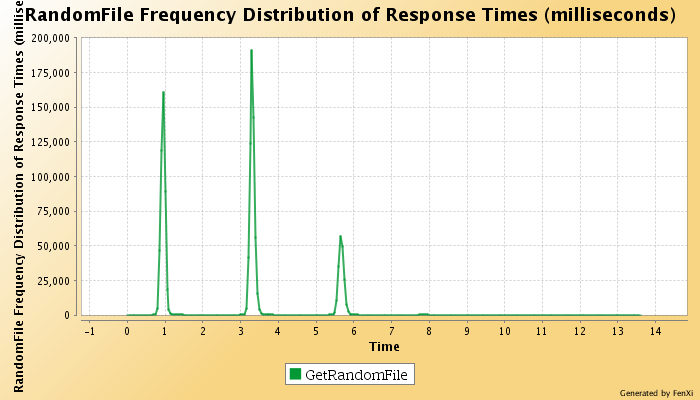 RandomFile Frequency Distribution of Response Times (milliseconds)
RandomFile Frequency Distribution of Response Times (millise
200,000
175,000
150,000
125,000
100,000
75,000
50,000
25,000
0
-1 0 1 2 3 4 5 6 7 8 9 10 11 12 13 14
Time
GetRandomFile
Generated by FenXi